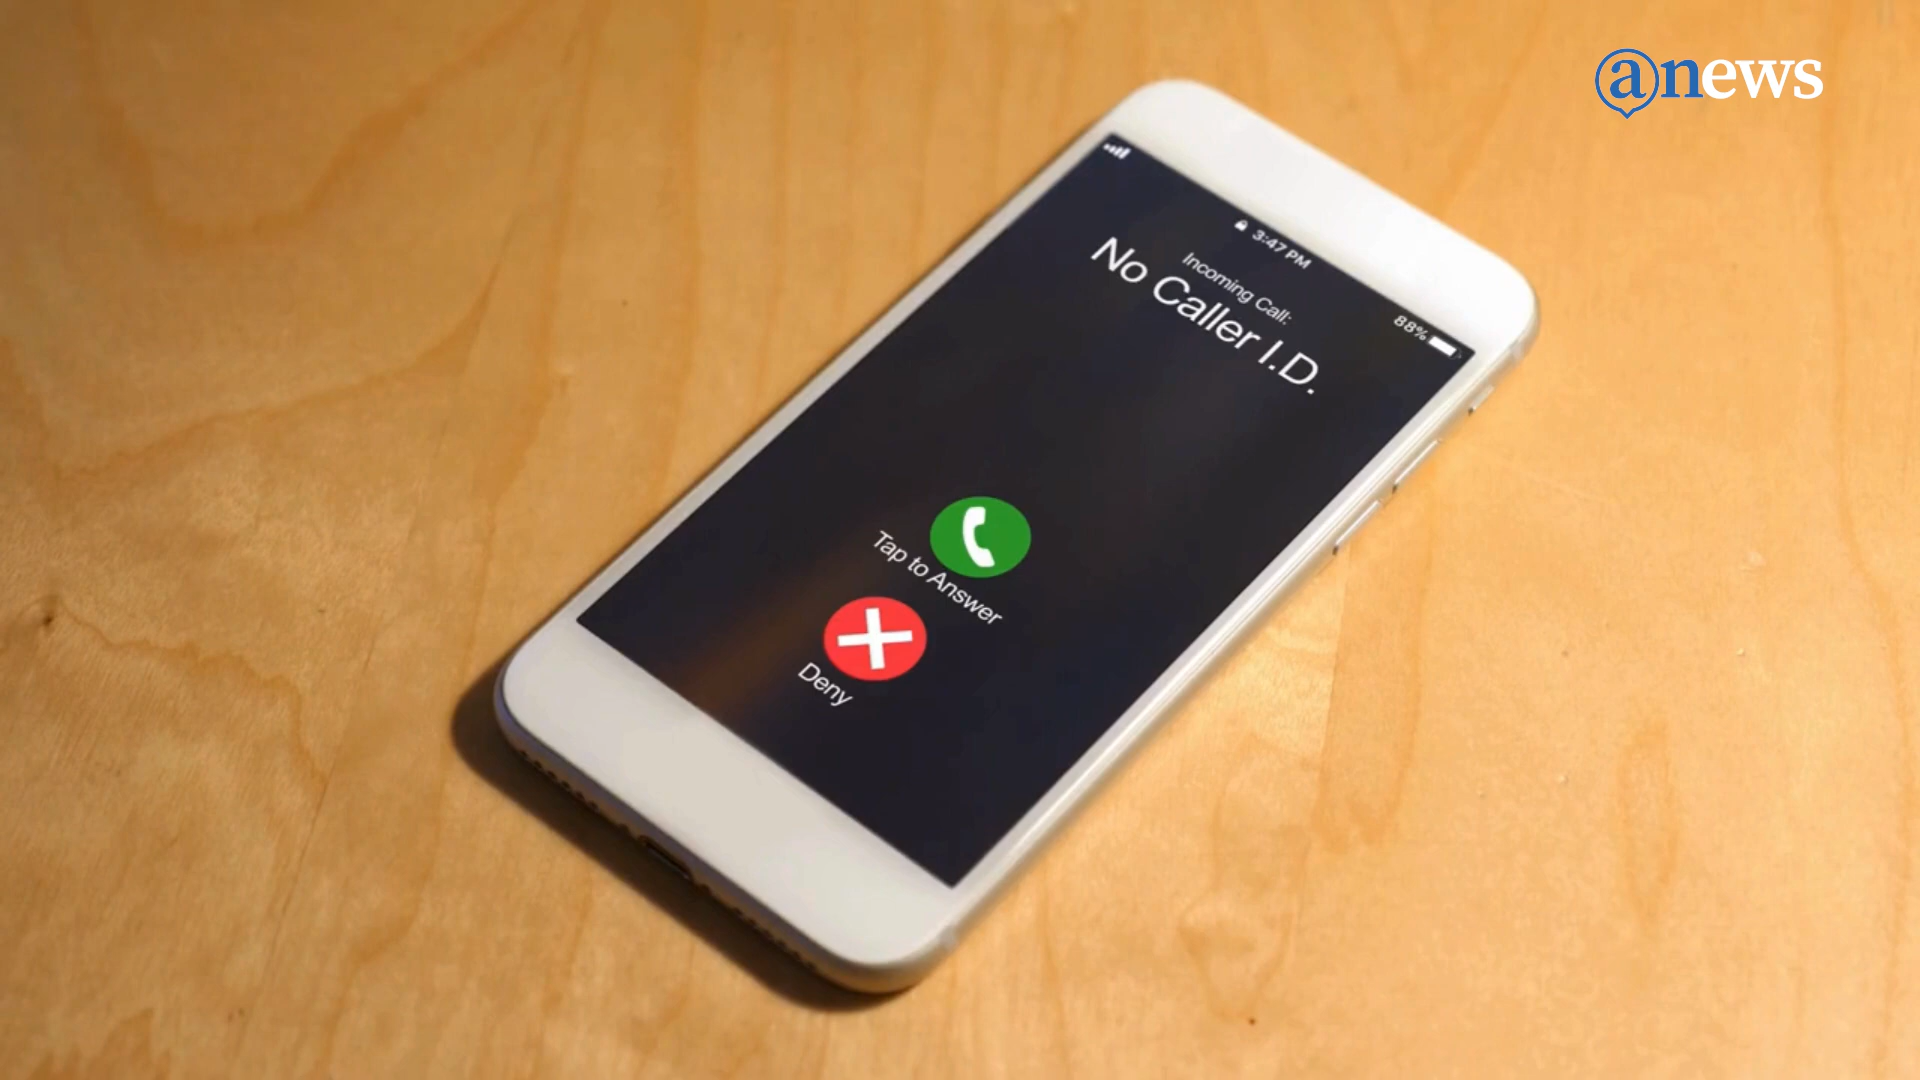 anews
3:47 PM
88%
Incoming Call:
No Caller I.D.
Tap to Answer
Deny